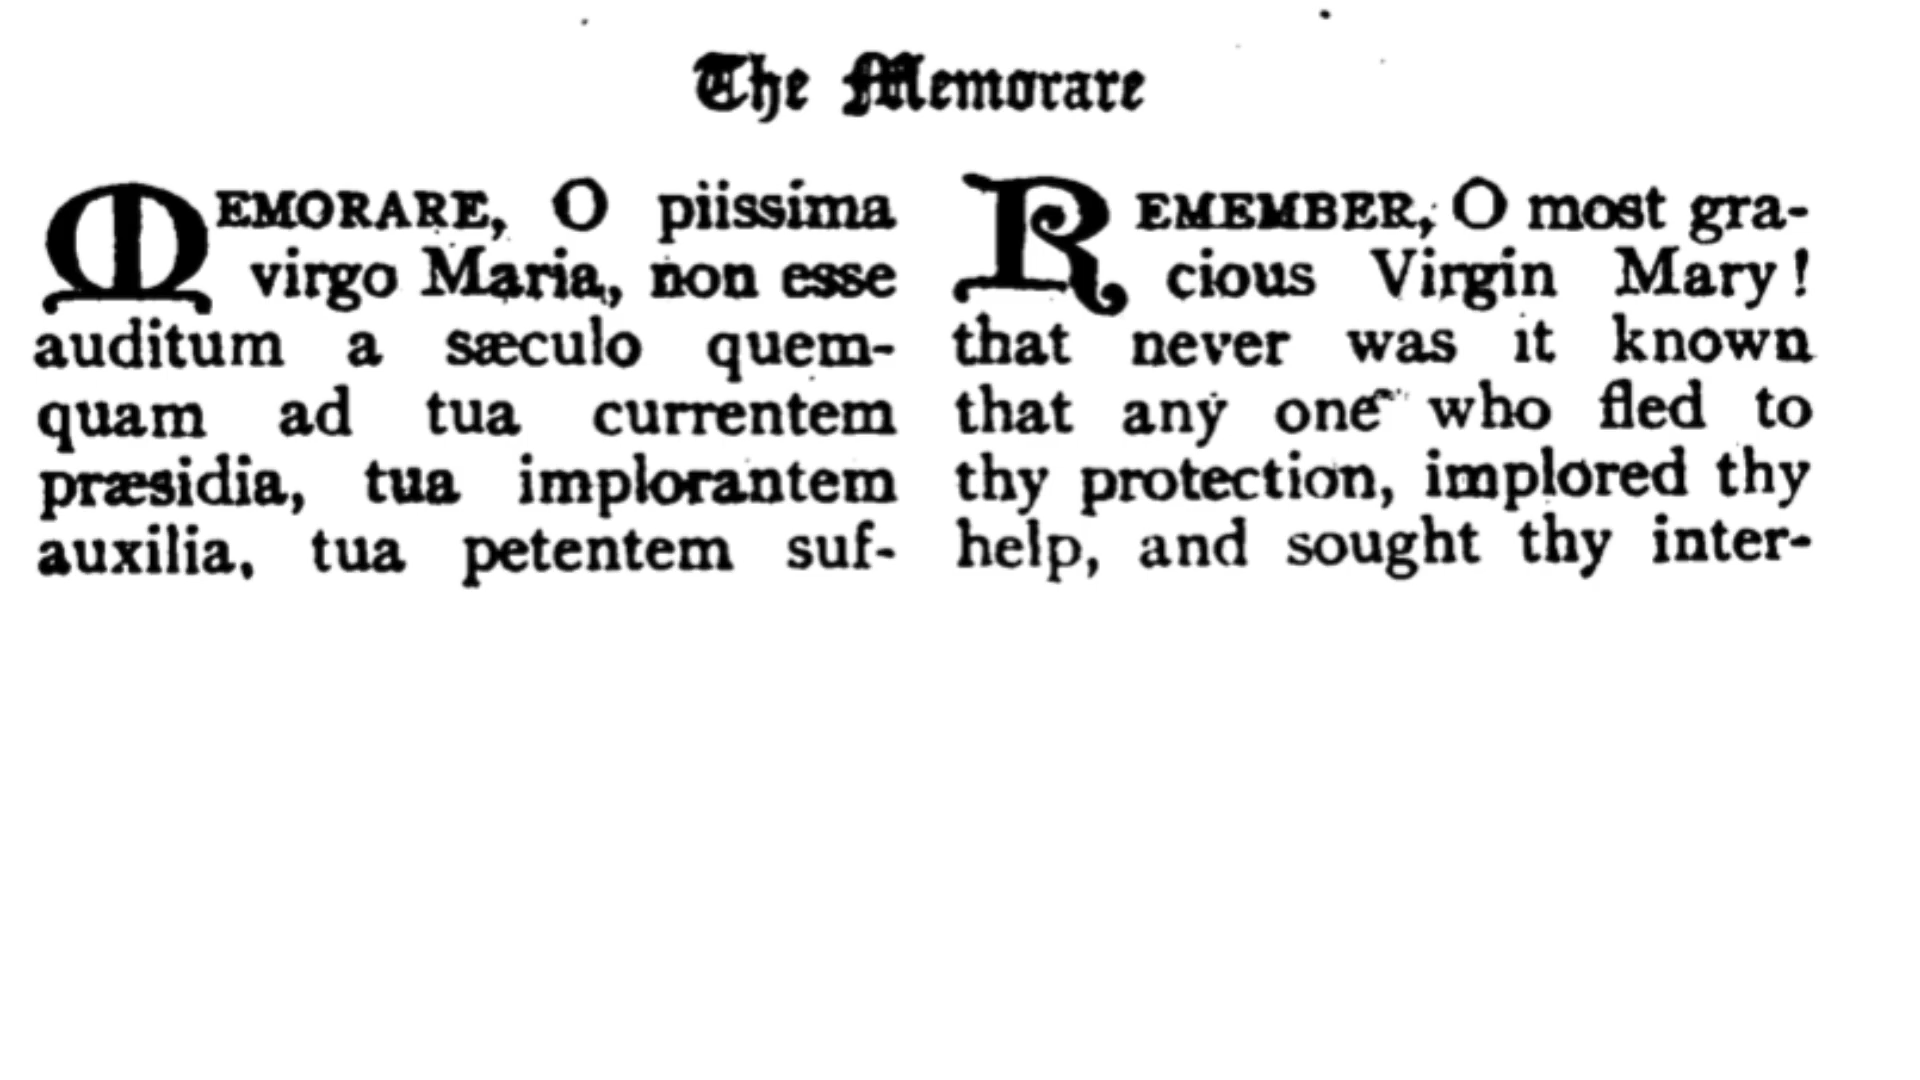 The Memorare
MEMORARE, O piissima
virgo Maria, non esse
auditum a sæculo quem-
quam ad tua currentem
præsidia, tua implorantem
auxilia, tua petentem suf-
REMEMBER, O most gra-
cious Virgin Mary!
that never was it known
that any one who fled to
thy protection, implored thy
help, and sought thy inter-